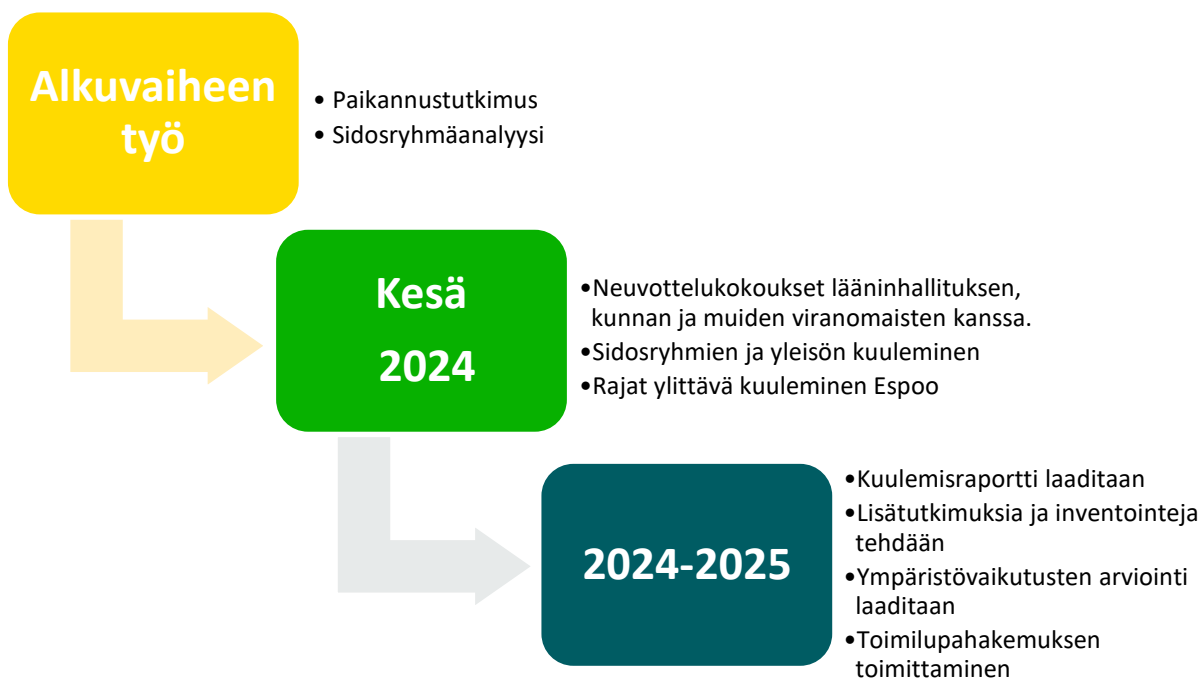 Alkuvaiheen
työ
• Paikannustutkimus
• Sidosryhmäanalyysi
Kesä
2024
•Neuvottelukokoukset lääninhallituksen,
kunnan ja muiden viranomaisten kanssa.
•Sidosryhmien ja yleisön kuuleminen
•Rajat ylittävä kuuleminen Espoo
2024-2025
•Kuulemisraportti laaditaan
•Lisätutkimuksia ja inventointeja
tehdään
•Ympäristövaikutusten arviointi
laaditaan
•Toimilupahakemuksen
toimittaminen